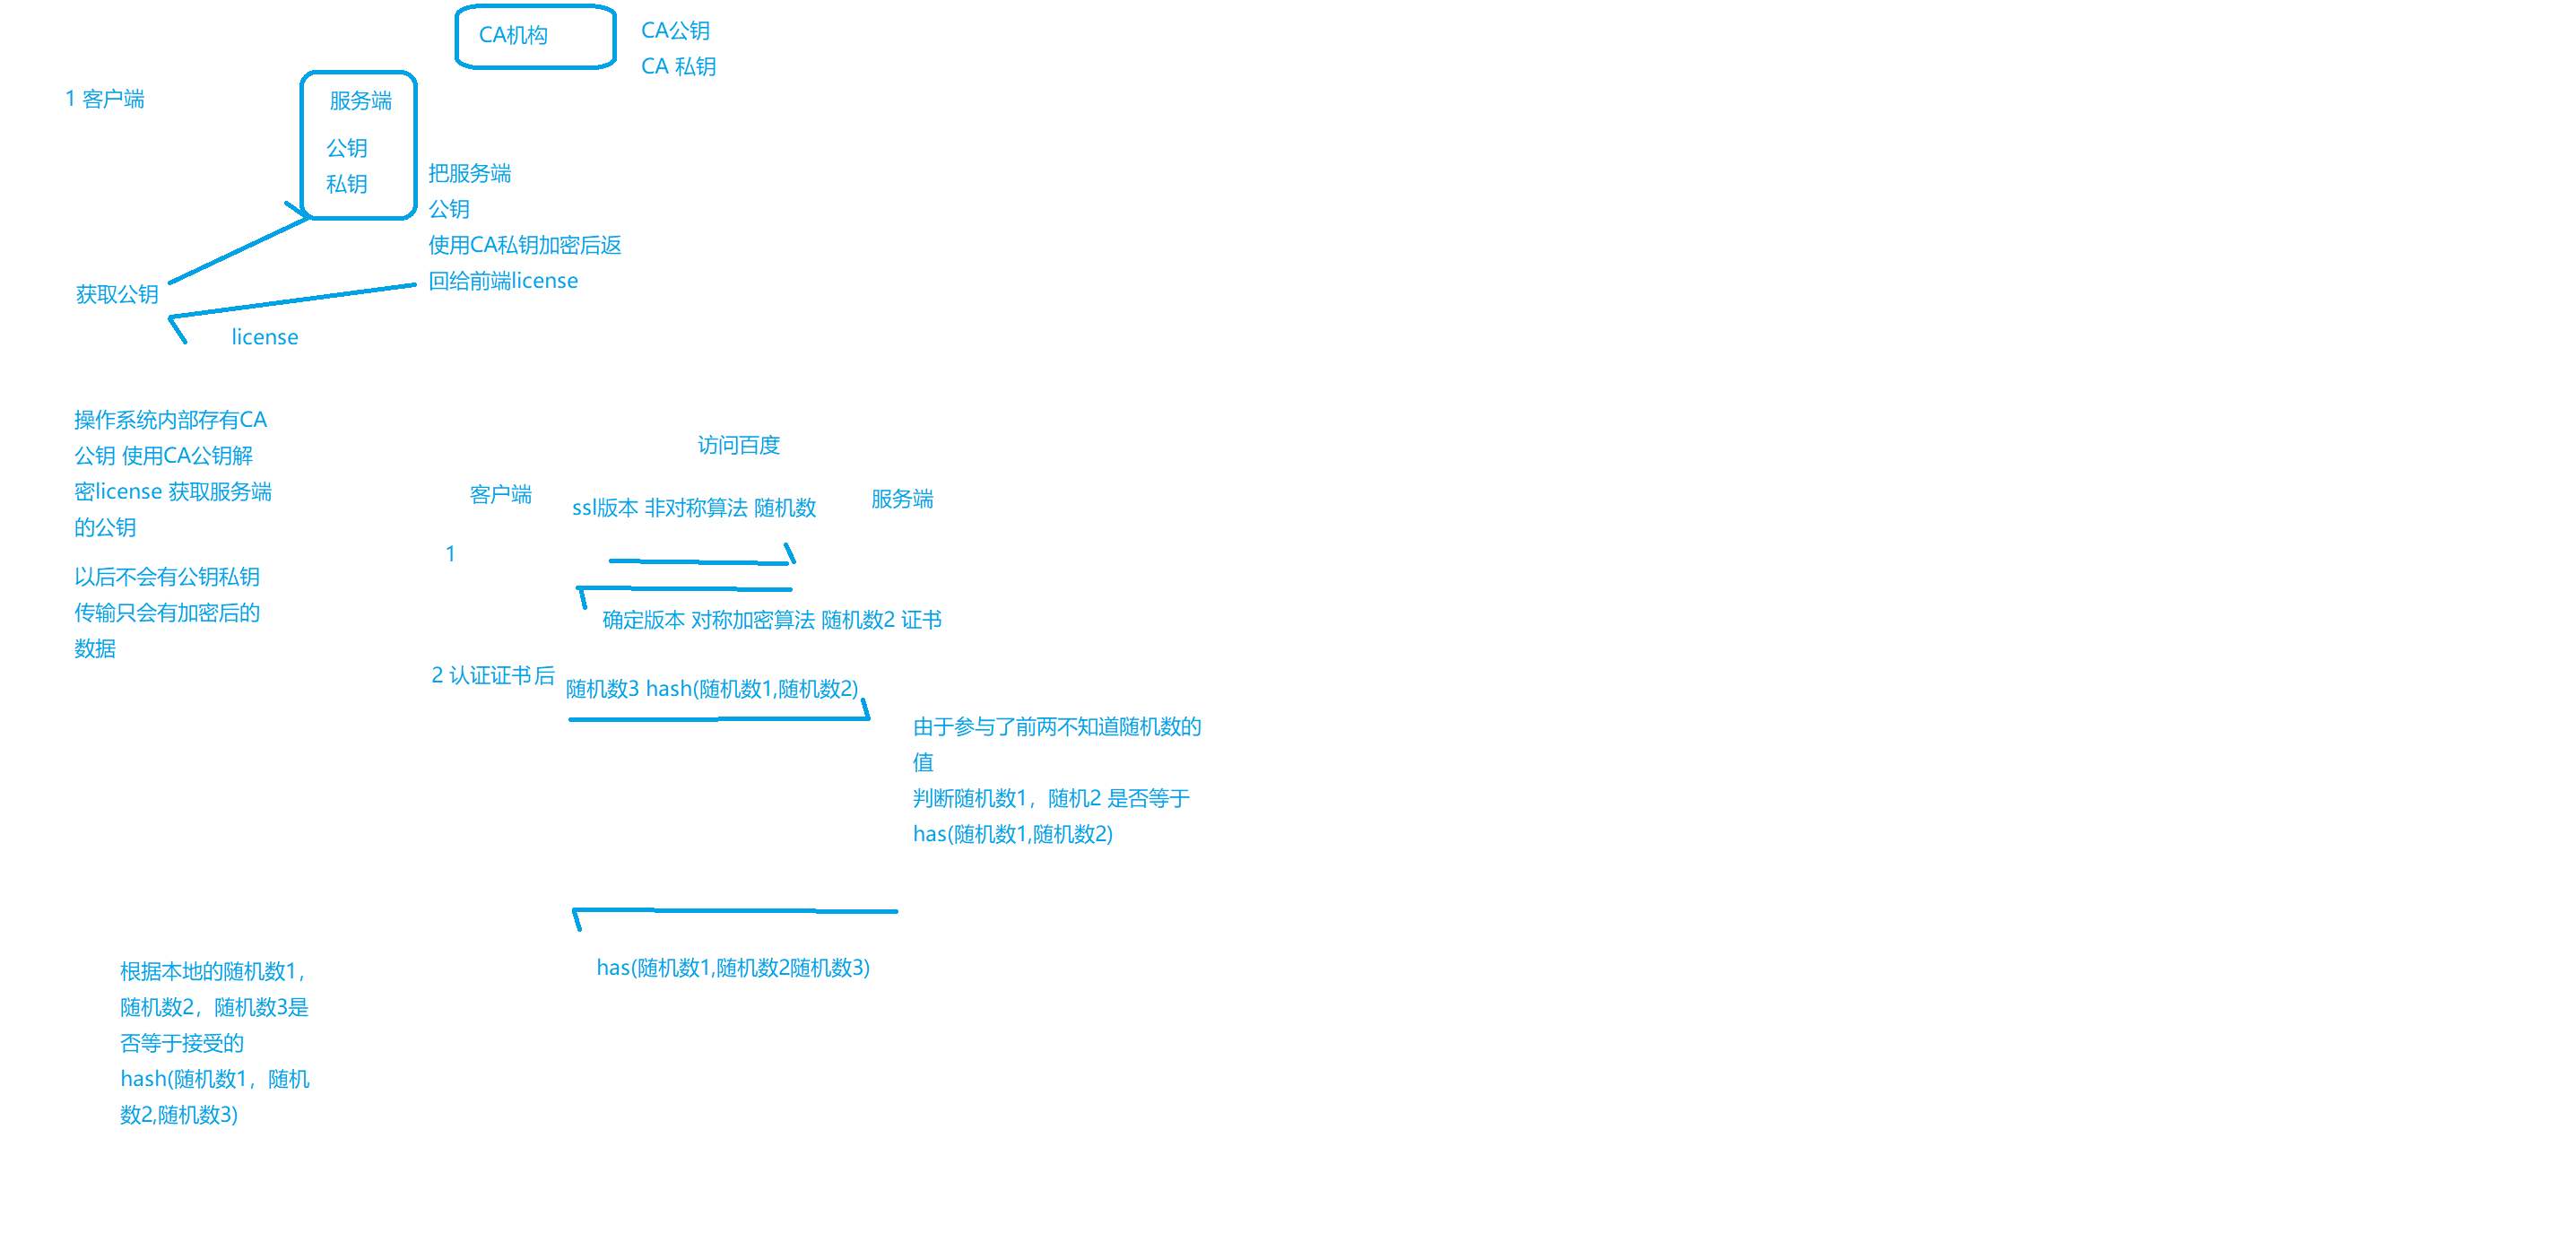 CA机构
CA公钥
CA 私钥
1 客户端
服务端
公钥
私钥
把服务端
公钥
使用CA私钥加密后返
回给前端license
获取公钥
license
操作系统内部存有CA
公钥 使用CA公钥解
密license 获取服务端
的公钥
以后不会有公钥私钥
传输只会有加密后的
数据
访问百度
客户端
ssl版本 非对称算法 随机数
服务端
1
确定版本 对称加密算法 随机数2 证书
2 认证证书后
随机数3 hash(随机数1,随机数2)
由于参与了前两不知道随机数的
值
判断随机数1，随机2 是否等于
has(随机数1,随机数2)
has(随机数1,随机数2随机数3)
根据本地的随机数1，
随机数2，随机数3是
否等于接受的
hash(随机数1，随机
数2,随机数3)